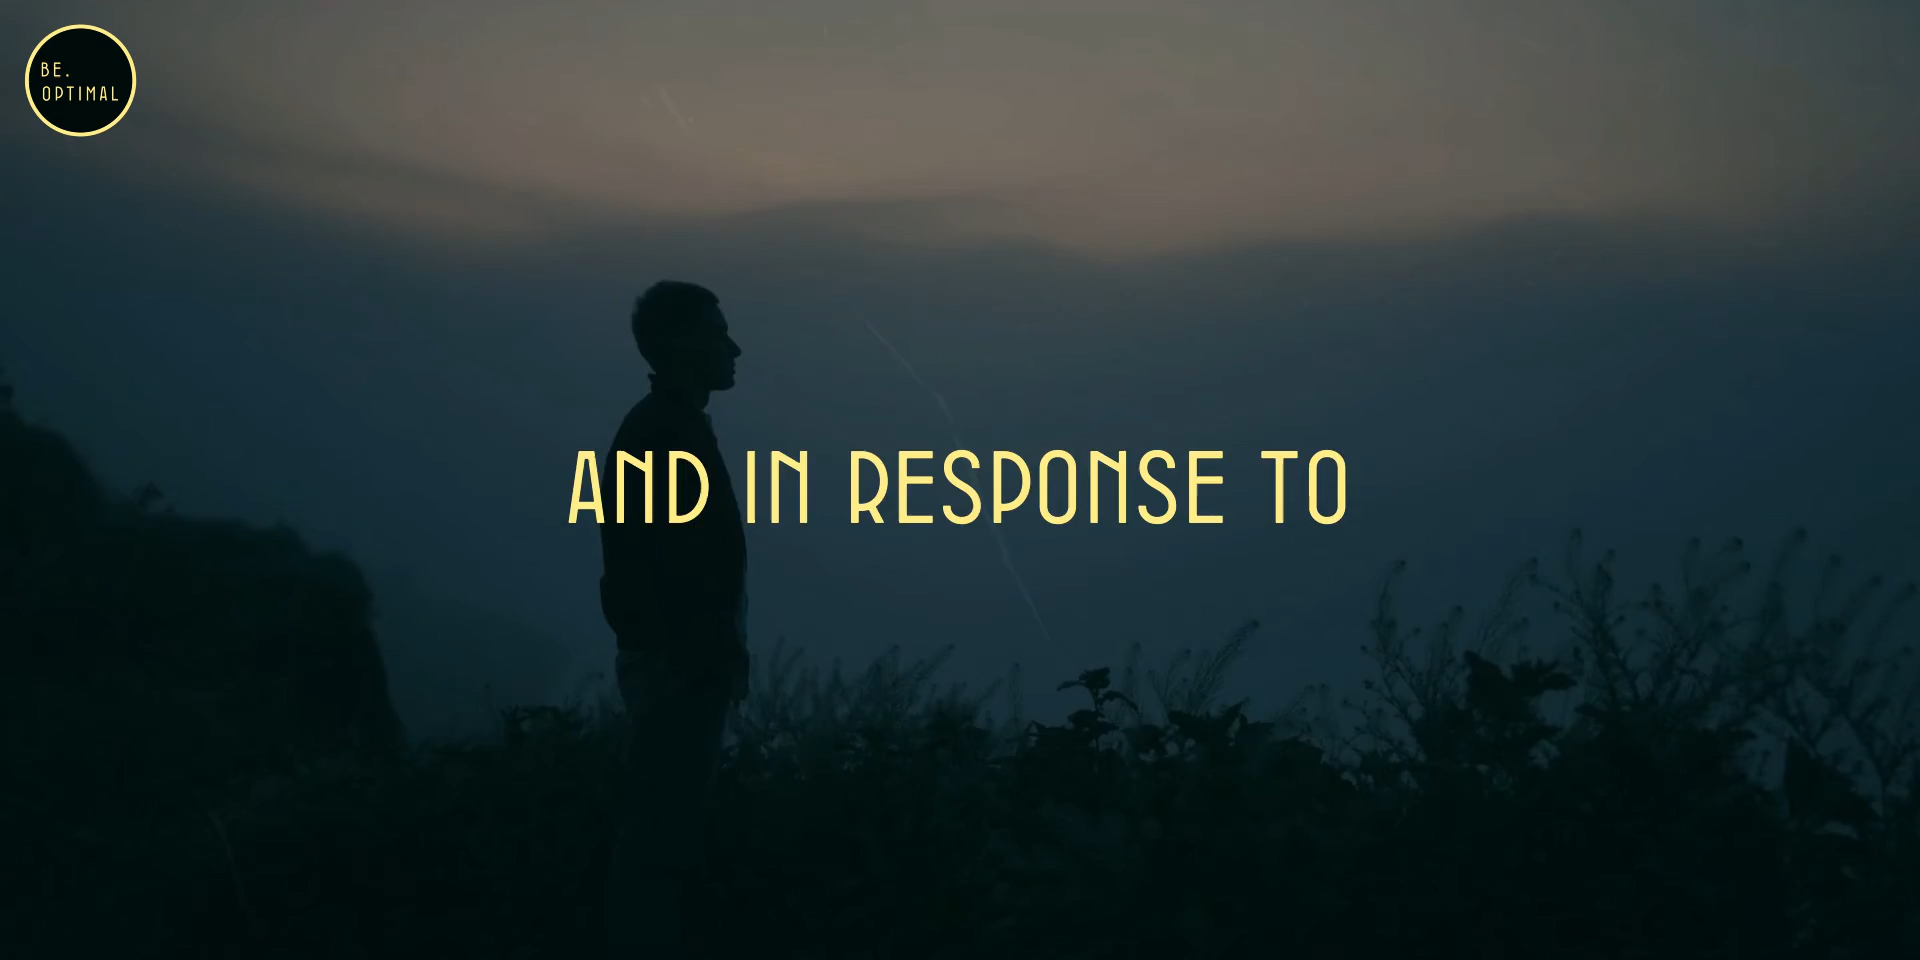 BE.
OPTIMAL
AND IN RESPONSE TO